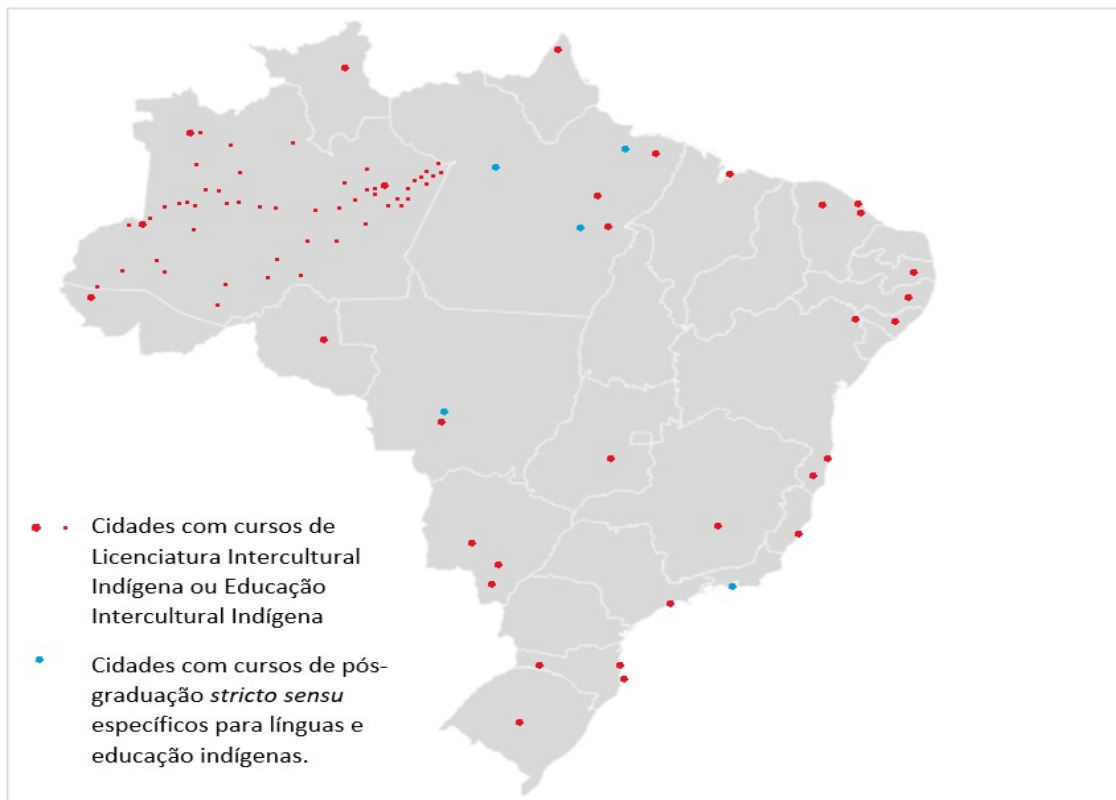 Cidades com cursos de
Licenciatura Intercultural
Indígena ou Educação
Intercultural Indígena
Cidades com cursos de pós-
graduação stricto sensu
específicos para línguas e
educação indígenas.